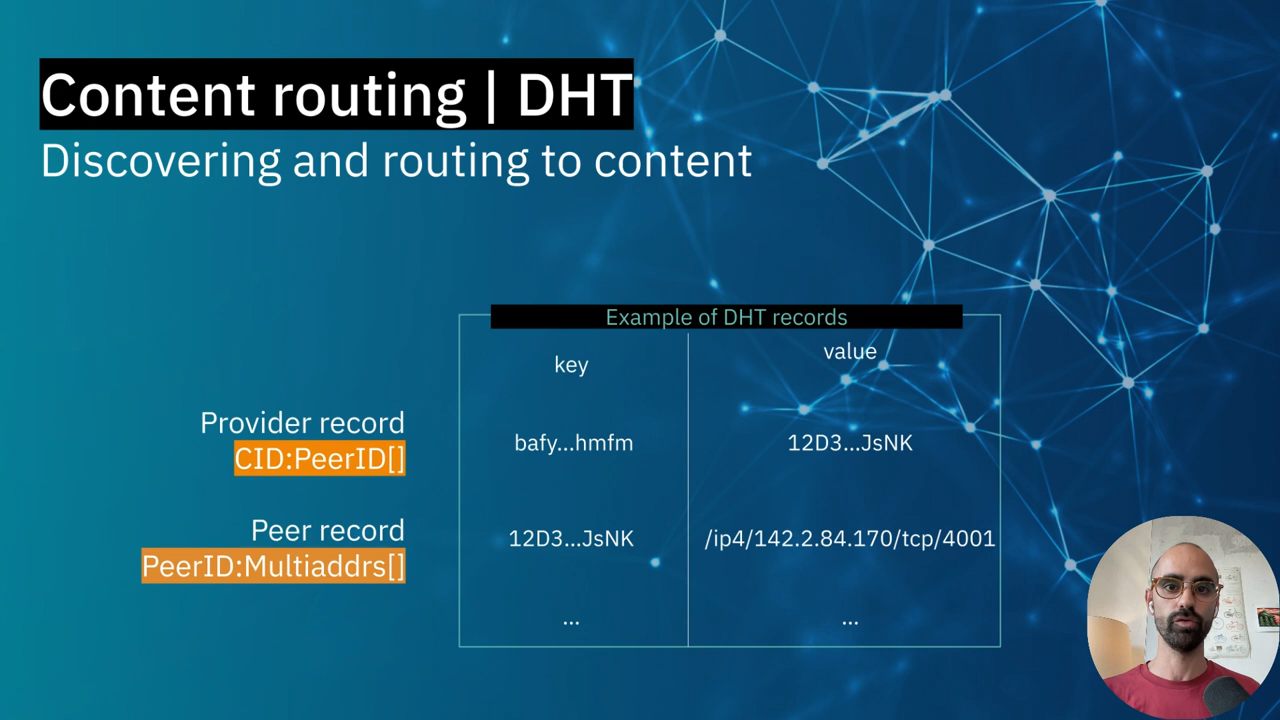 Content routing | DHT
Discovering and routing to content
Example of DHT records
key
value
Provider record
CID:PeerID[]
bafy...hmfm
12D3...JsNK
Peer record
PeerID:Multiaddrs[]
12D3...JsNK
/ip4/142.2.84.170/tcp/4001
...
...